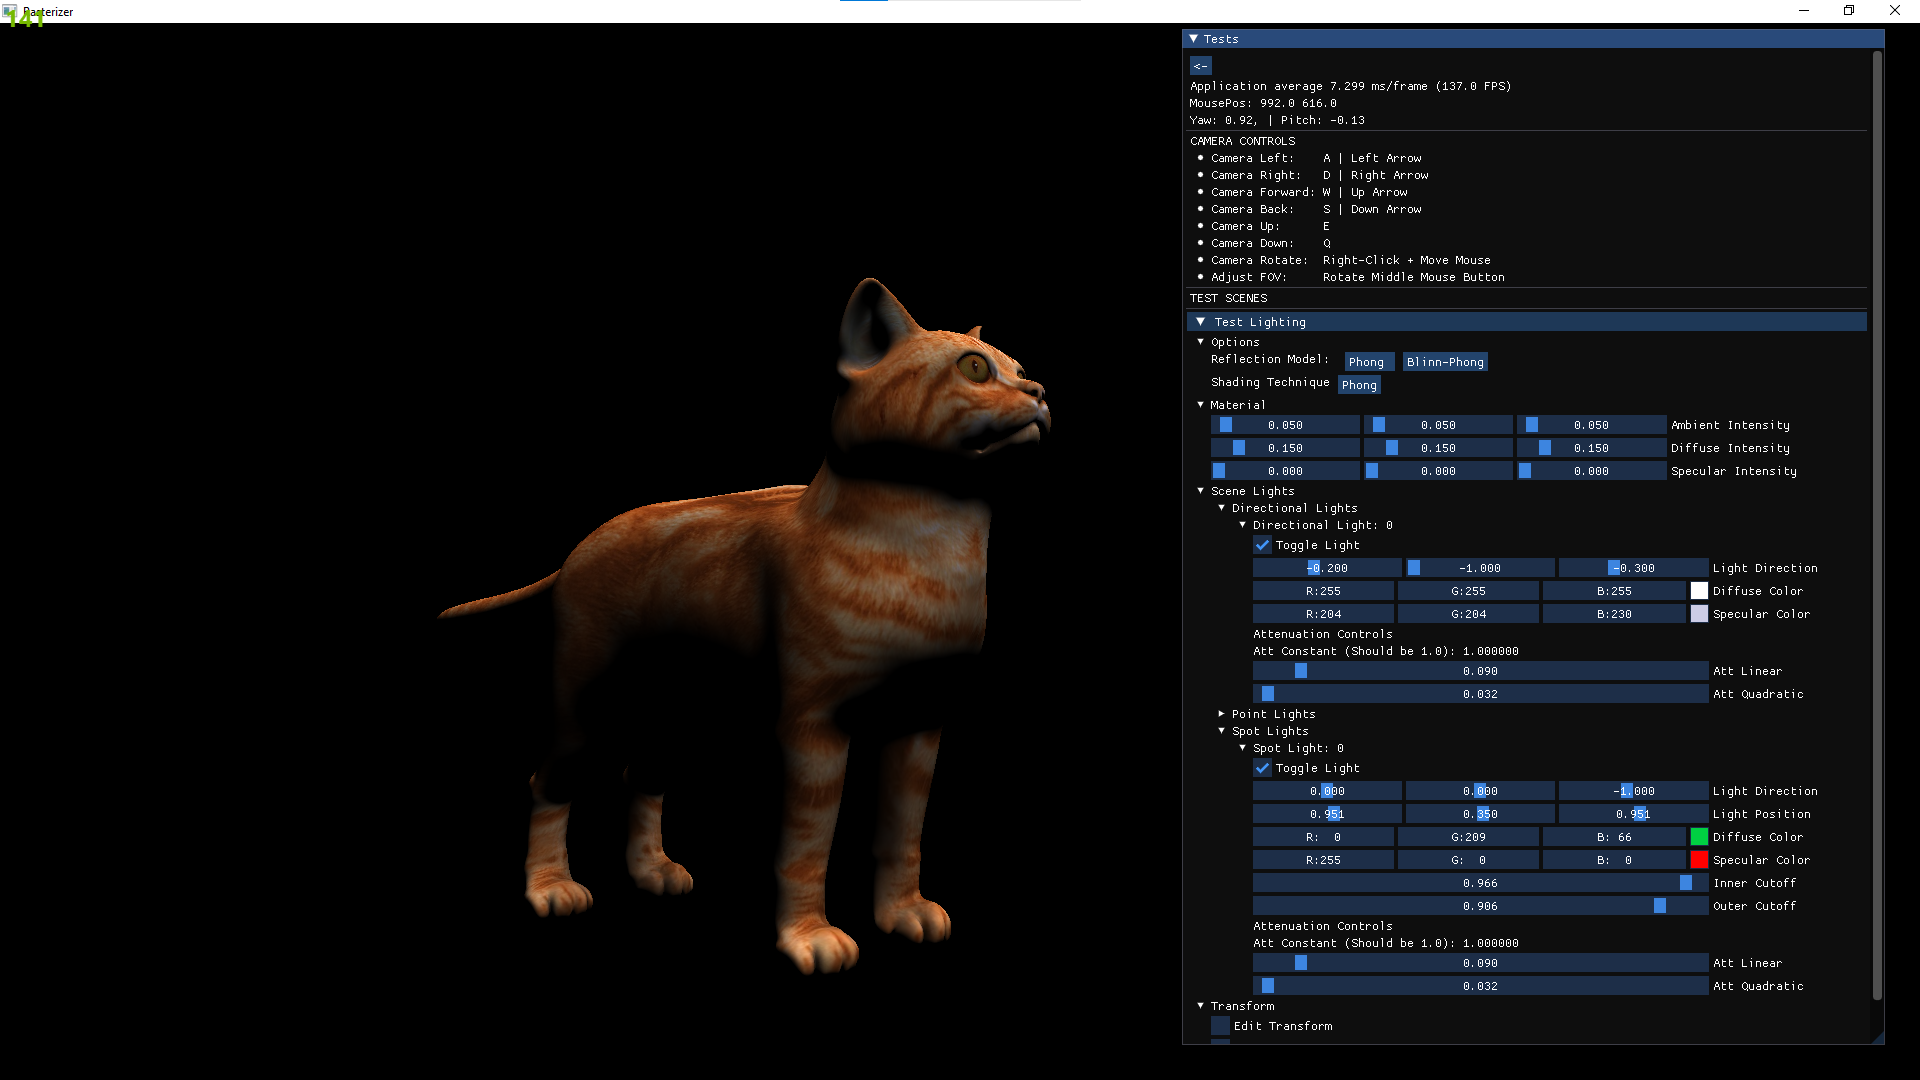 Rasterizer
141
Tests
<-
Application average 7.299 ms/frame (137.0 FPS)
MousePos: 992.0 616.0
Yaw: 0.92, | Pitch: -0.13
CAMERA CONTROLS
Camera Left: A | Left Arrow
Camera Right: D | Right Arrow
Camera Forward: W | Up Arrow
Camera Back: S | Down Arrow
Camera Up: E
Camera Down: Q
Camera Rotate: Right-Click + Move Mouse
Adjust FOV: Rotate Middle Mouse Button
TEST SCENES
Test Lighting
Options
Reflection Model: Phong Blinn-Phong
Shading Technique Phong
Material
0.050 0.050 0.050 Ambient Intensity
0.150 0.150 0.150 Diffuse Intensity
0.000 0.000 0.000 Specular Intensity
Scene Lights
Directional Lights
Directional Light: 0
Toggle Light
-0.200 -1.000 -0.300 Light Direction
R:255 G:255 B:255 Diffuse Color
R:204 G:204 B:230 Specular Color
Attenuation Controls
Att Constant (Should be 1.0): 1.000000
0.090 Att Linear
0.032 Att Quadratic
Point Lights
Spot Lights
Spot Light: 0
Toggle Light
0.000 0.000 -1.000 Light Direction
0.951 0.350 0.951 Light Position
R: 0 G:209 B: 66 Diffuse Color
R:255 G: 0 B: 0 Specular Color
0.966 Inner Cutoff
0.906 Outer Cutoff
Attenuation Controls
Att Constant (Should be 1.0): 1.000000
0.090 Att Linear
0.032 Att Quadratic
Transform
Edit Transform